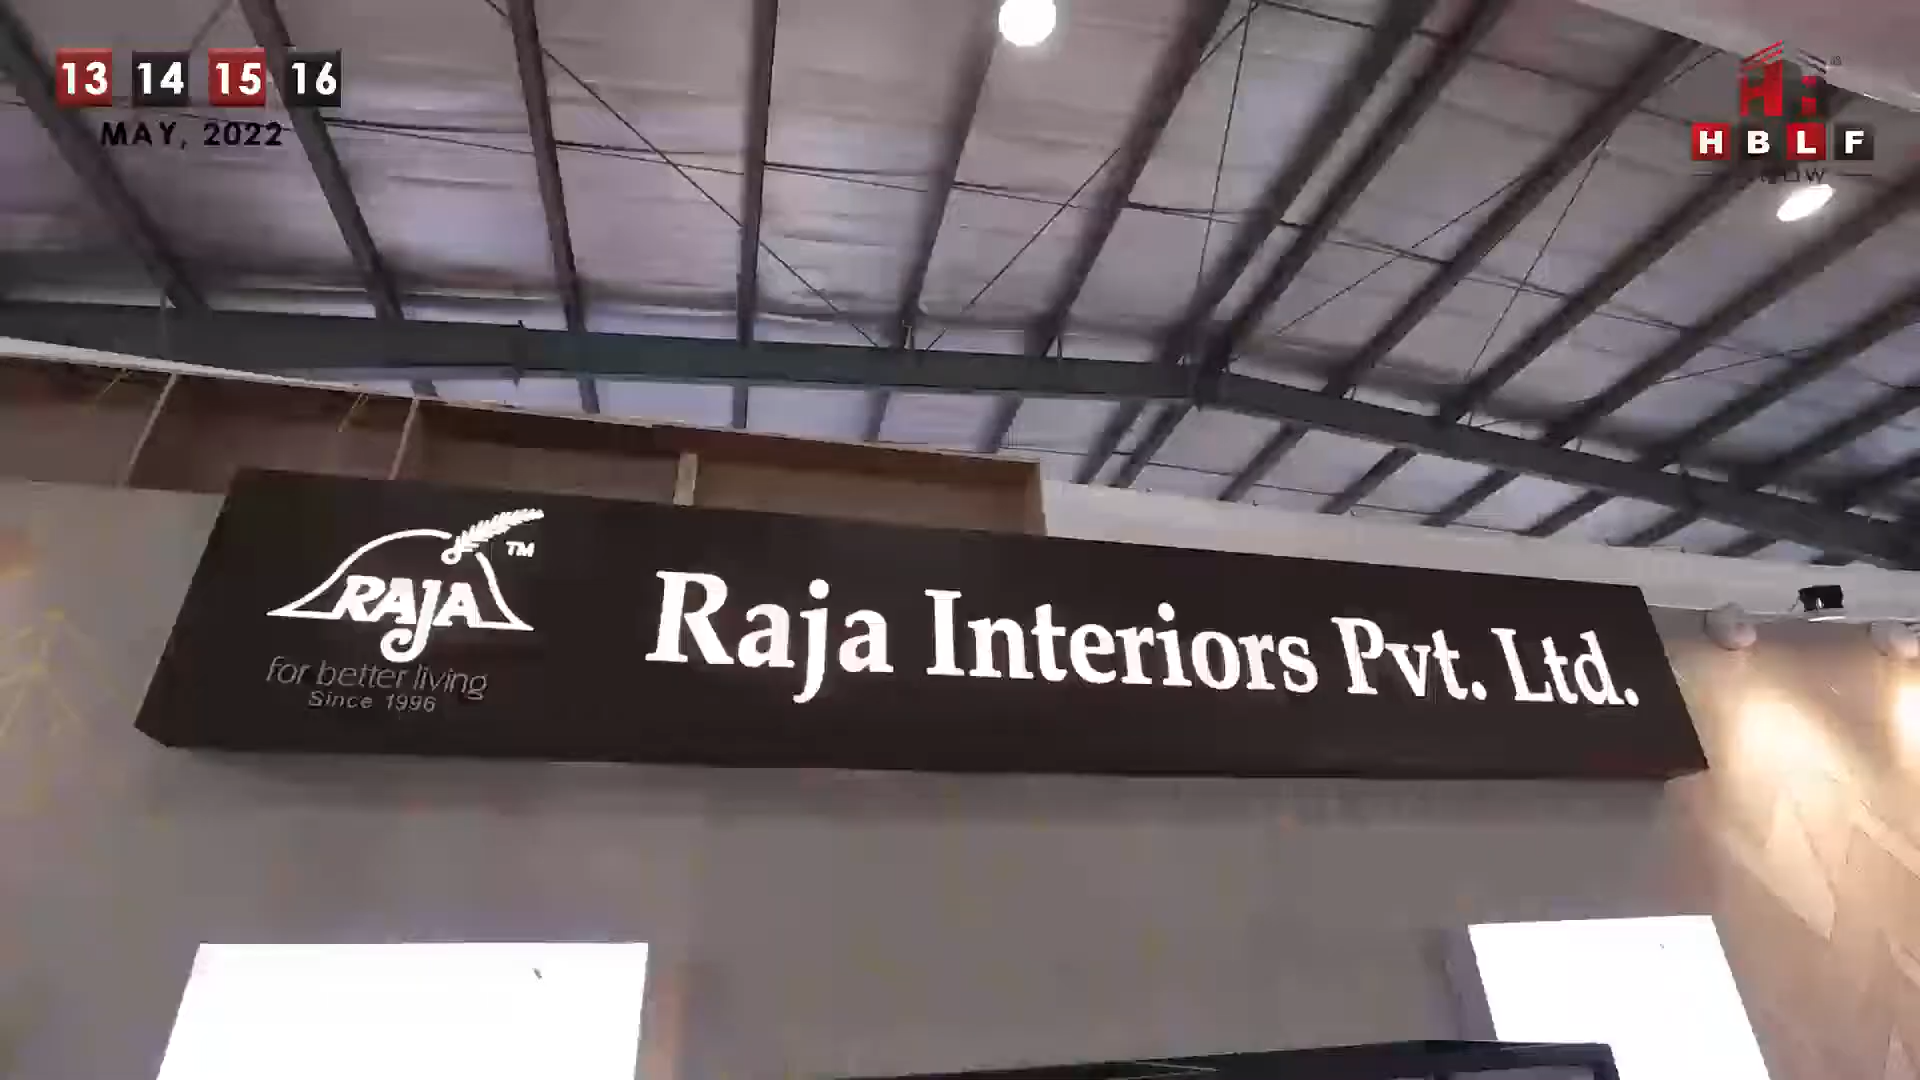 13 14 15 16
MAY, 2022
HBLF
RAJA TM
for better living
Since 1996
Raja Interiors Pvt. Ltd.